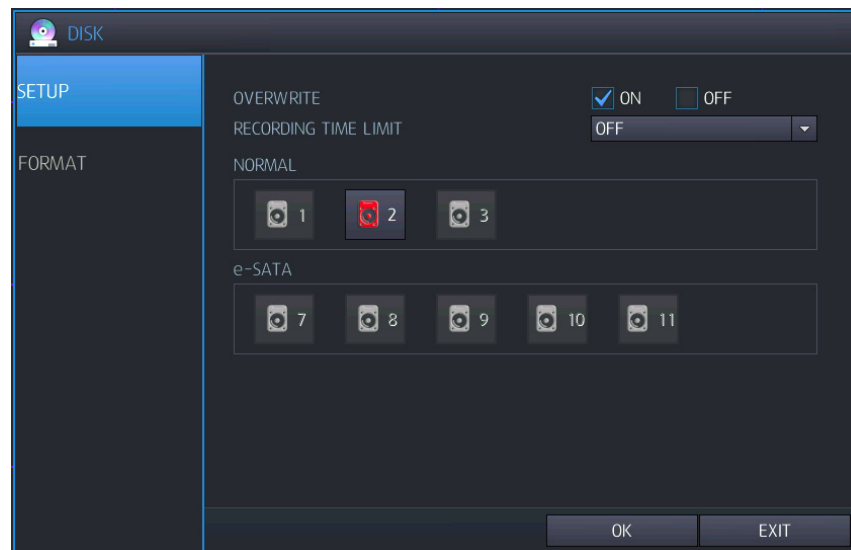 DISK
SETUP
FORMAT
OVERWRITE ON OFF
RECORDING TIME LIMIT OFF
NORMAL
1 2 3
e-SATA
7 8 9 10 11
OK EXIT